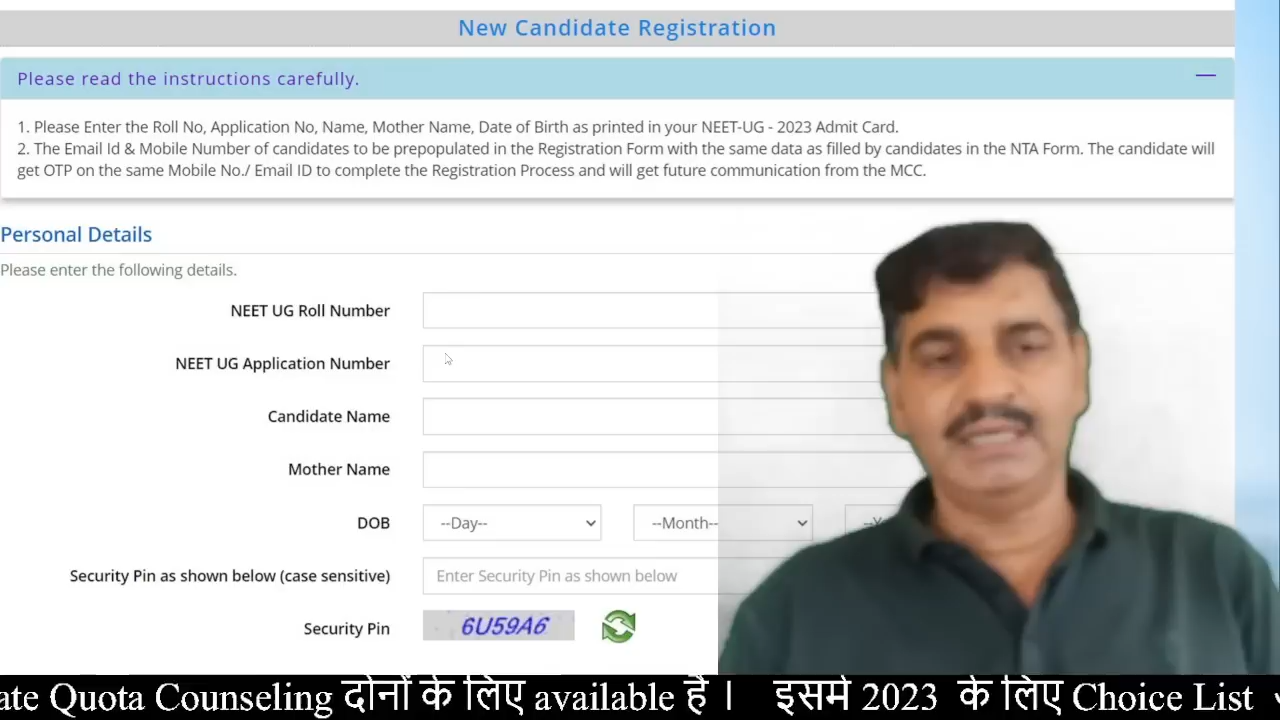 New Candidate Registration
Please read the instructions carefully.
1. Please Enter the Roll No, Application No, Name, Mother Name, Date of Birth as printed in your NEET-UG - 2023 Admit Card.
2. The Email Id & Mobile Number of candidates to be prepopulated in the Registration Form with the same data as filled by candidates in the NTA Form. The candidate will
get OTP on the same Mobile No./ Email ID to complete the Registration Process and will get future communication from the MCC.
Personal Details
Please enter the following details.
NEET UG Roll Number
NEET UG Application Number
Candidate Name
Mother Name
DOB --Day-- --Month--
Security Pin as shown below (case sensitive) Enter Security Pin as shown below
Security Pin 6U59A6
Quota Counseling दोनों के लिए available है । इसमें 2023 के लिए Choice List